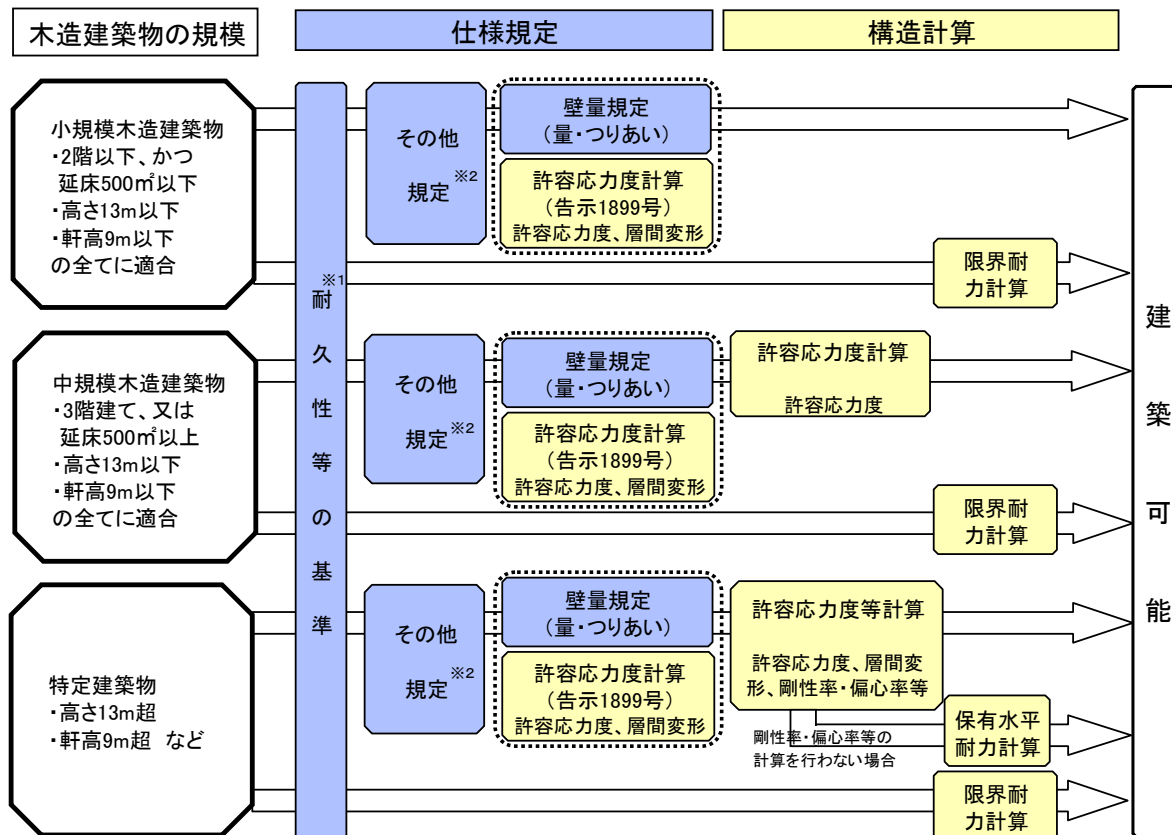 木造建築物の規模
仕様規定
構造計算
小規模木造建築物
・2階以下、かつ
延床500㎡以下
・高さ13m以下
・軒高9m以下
の全てに適合
※1
耐久性等の基準
その他
規定※2
壁量規定
(量・つりあい)
許容応力度計算
(告示1899号)
許容応力度、層間変形
限界耐
力計算
中規模木造建築物
・3階建て、又は
延床500㎡以上
・高さ13m以下
・軒高9m以下
の全てに適合
その他
規定※2
壁量規定
(量・つりあい)
許容応力度計算
(告示1899号)
許容応力度、層間変形
許容応力度計算
許容応力度
限界耐
力計算
特定建築物
・高さ13m超
・軒高9m超 など
その他
規定※2
壁量規定
(量・つりあい)
許容応力度計算
(告示1899号)
許容応力度、層間変形
許容応力度等計算
許容応力度、層間変
形、剛性率・偏心率等
剛性率・偏心率等の
計算を行わない場合
保有水平
耐力計算
限界耐
力計算
建築可能